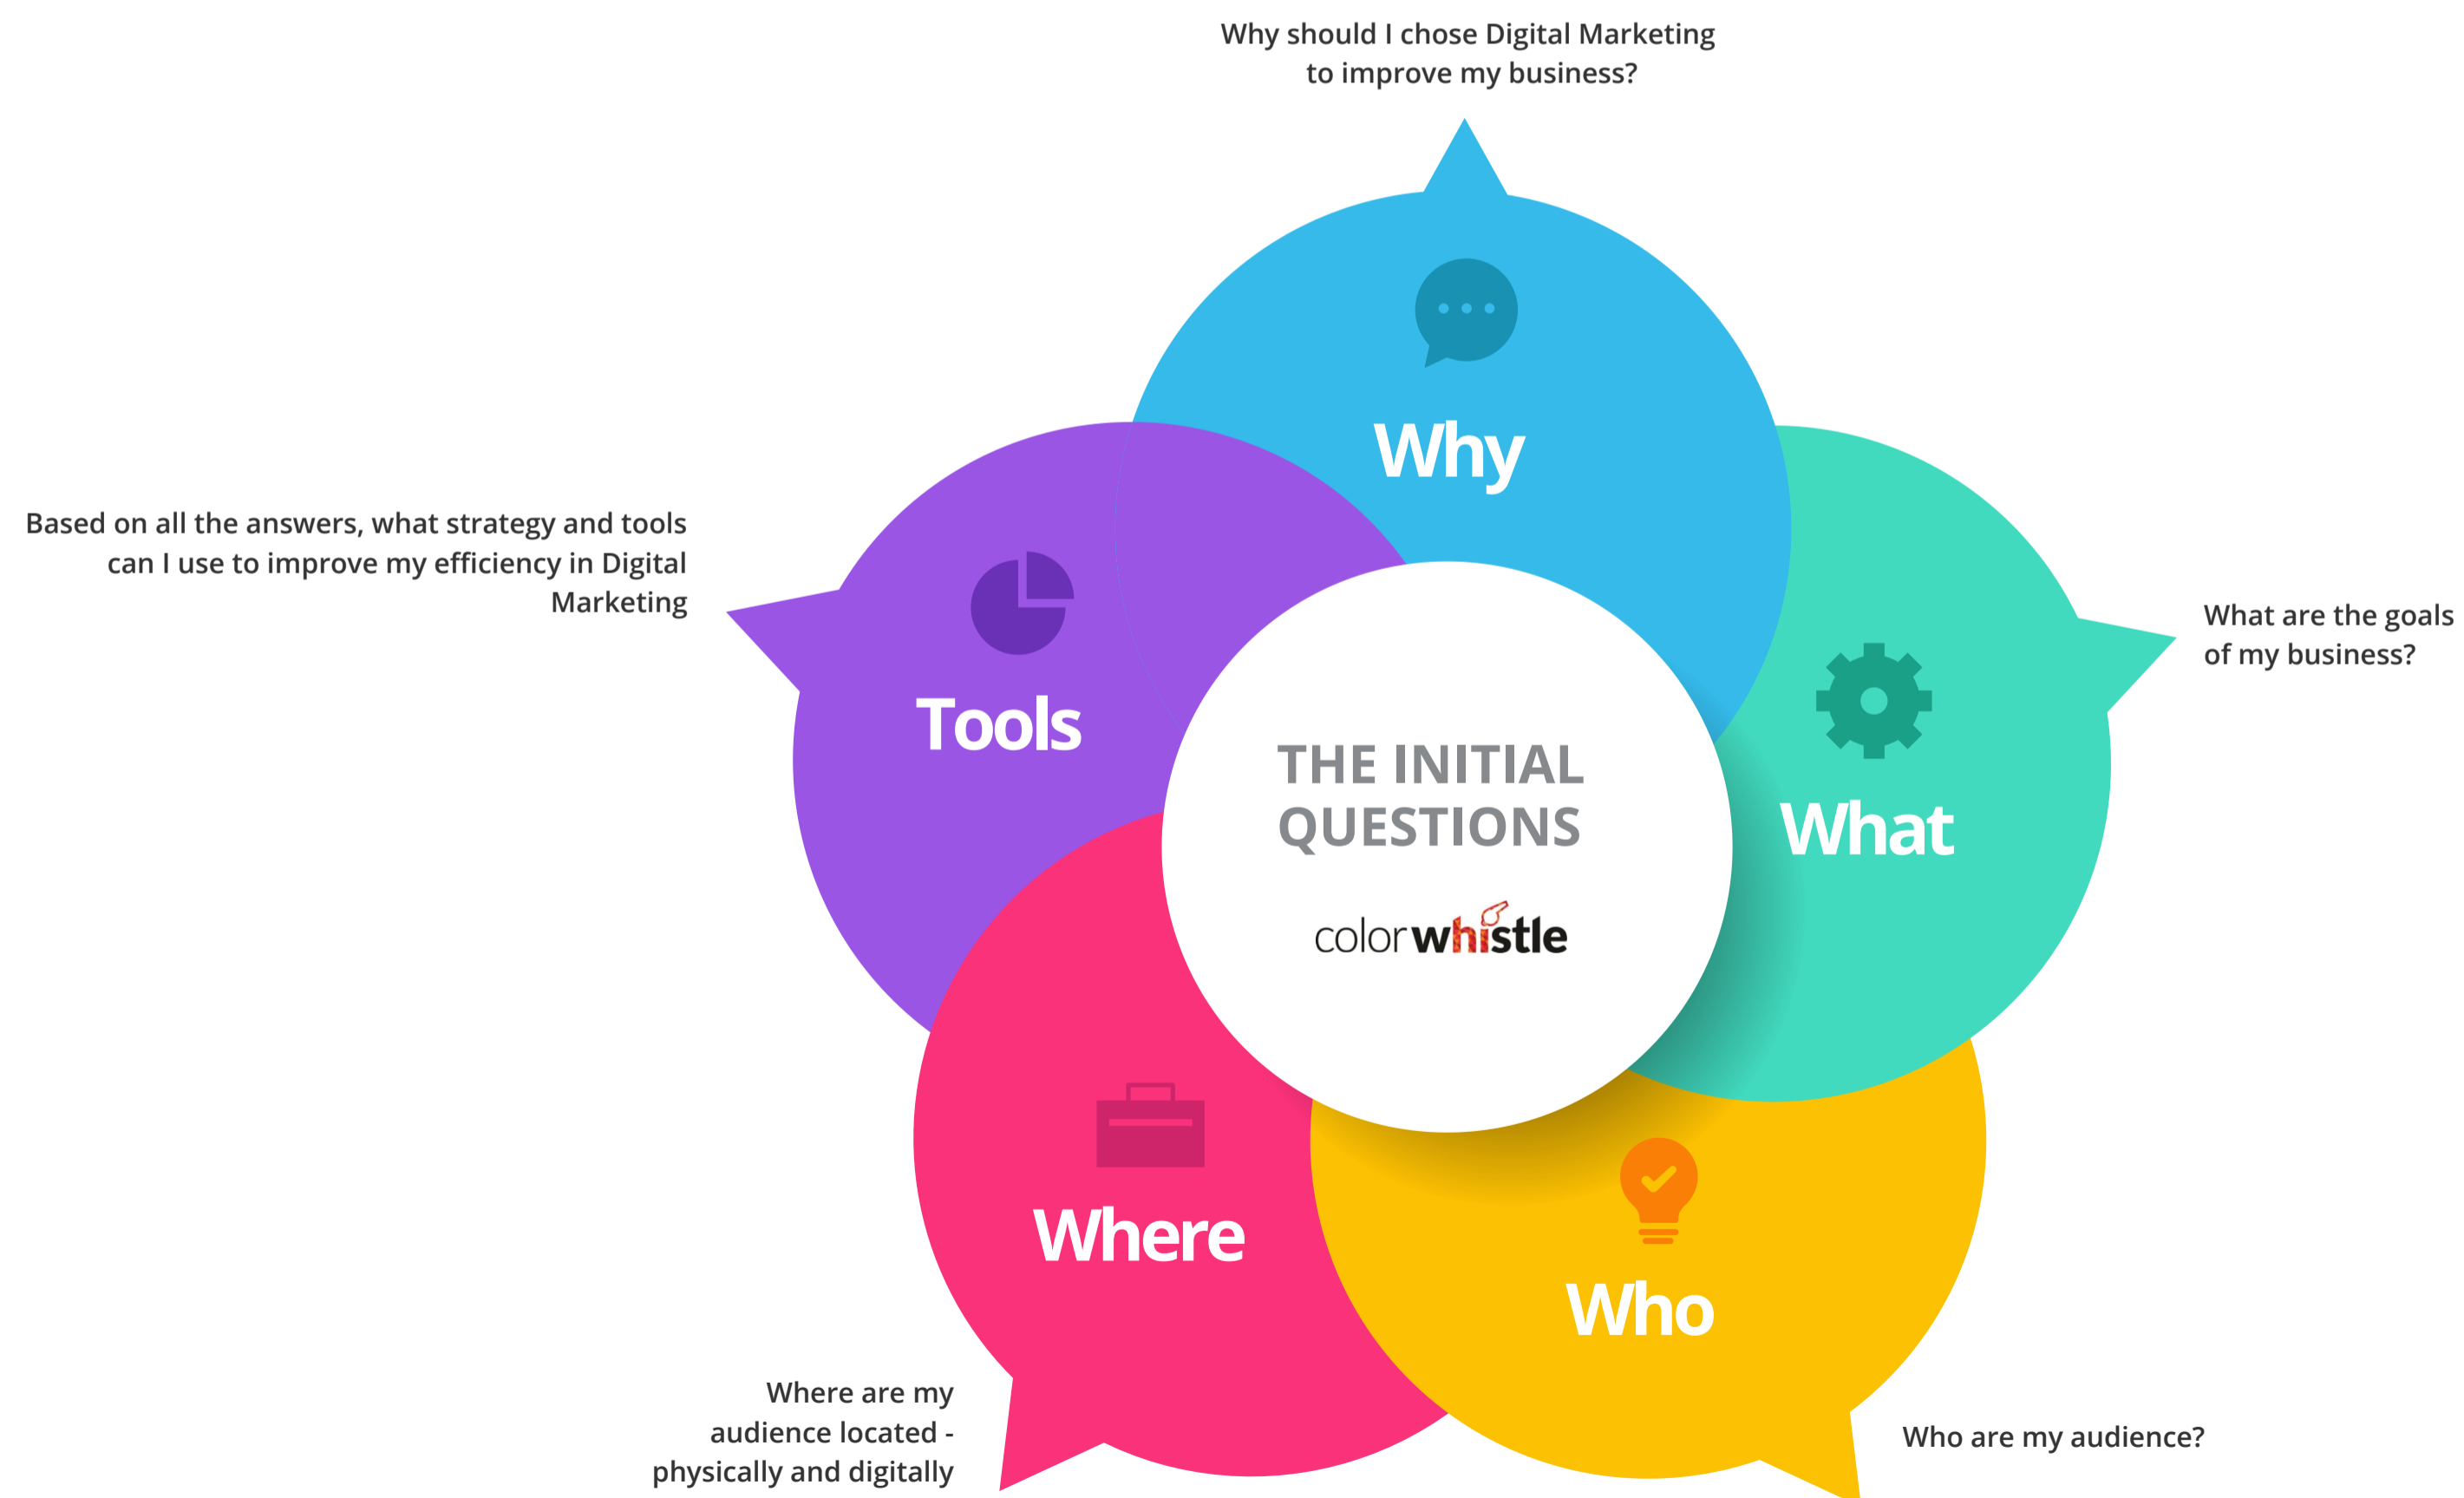 Why should I chose Digital Marketing
to improve my business?
Why
Based on all the answers, what strategy and tools
can I use to improve my efficiency in Digital
Marketing
Tools
What are the goals
of my business?
What
THE INITIAL
QUESTIONS
colorwhistle
Where
Who
Where are my
audience located -
physically and digitally
Who are my audience?